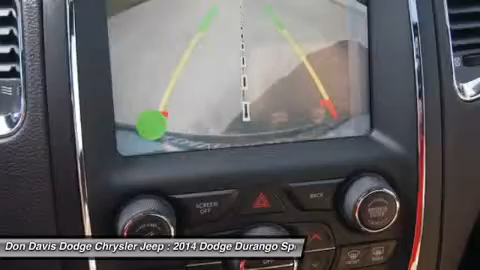 SCREEN
OFF
BACK
Don Davis Dodge Chrysler Jeep : 2014 Dodge Durango Sp